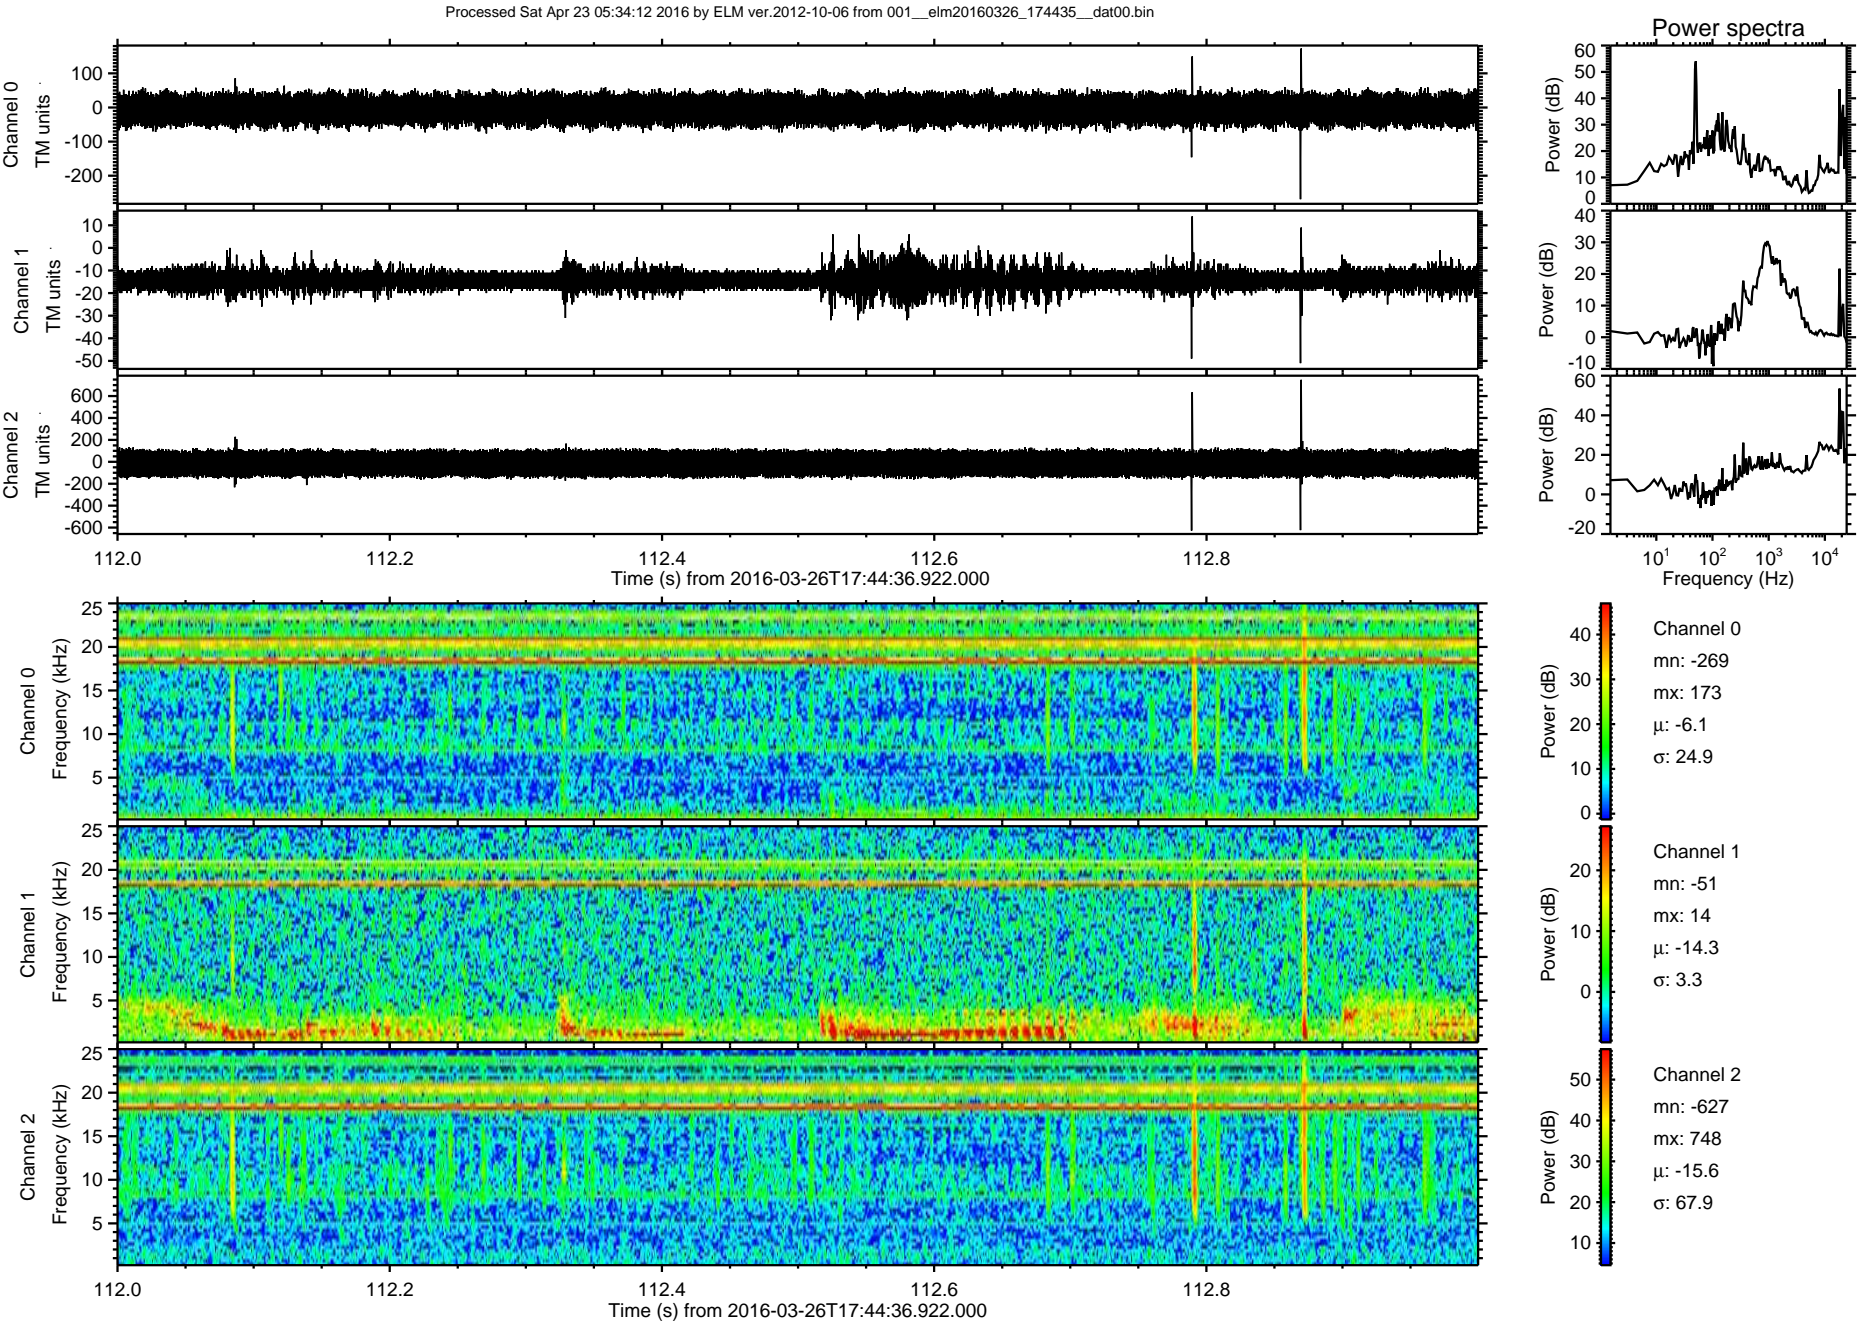 Processed Sat Apr 23 05:34:12 2016 by ELM ver.2012-10-06 from 001__elm20160326_174435__dat00.bin
Power spectra
Channel 0
TM units
100
0
-100
-200
Power (dB)
60
50
40
30
20
10
0
Channel 1
TM units
10
0
-10
-20
-30
-40
-50
Power (dB)
40
30
20
10
0
-10
Channel 2
TM units
600
400
200
0
-200
-400
-600
Power (dB)
60
40
20
0
-20
112.0 112.2 112.4 112.6 112.8
Time (s) from 2016-03-26T17:44:36.922.000
10¹ 10² 10³ 10⁴
Frequency (Hz)
Channel 0
Frequency (kHz)
25
20
15
10
5
Power (dB)
40
30
20
10
0
Channel 0
mn: -269
mx: 173
μ: -6.1
σ: 24.9
Channel 1
Frequency (kHz)
25
20
15
10
5
Power (dB)
20
10
0
Channel 1
mn: -51
mx: 14
μ: -14.3
σ: 3.3
Channel 2
Frequency (kHz)
25
20
15
10
5
Power (dB)
50
40
30
20
10
Channel 2
mn: -627
mx: 748
μ: -15.6
σ: 67.9
112.0 112.2 112.4 112.6 112.8
Time (s) from 2016-03-26T17:44:36.922.000